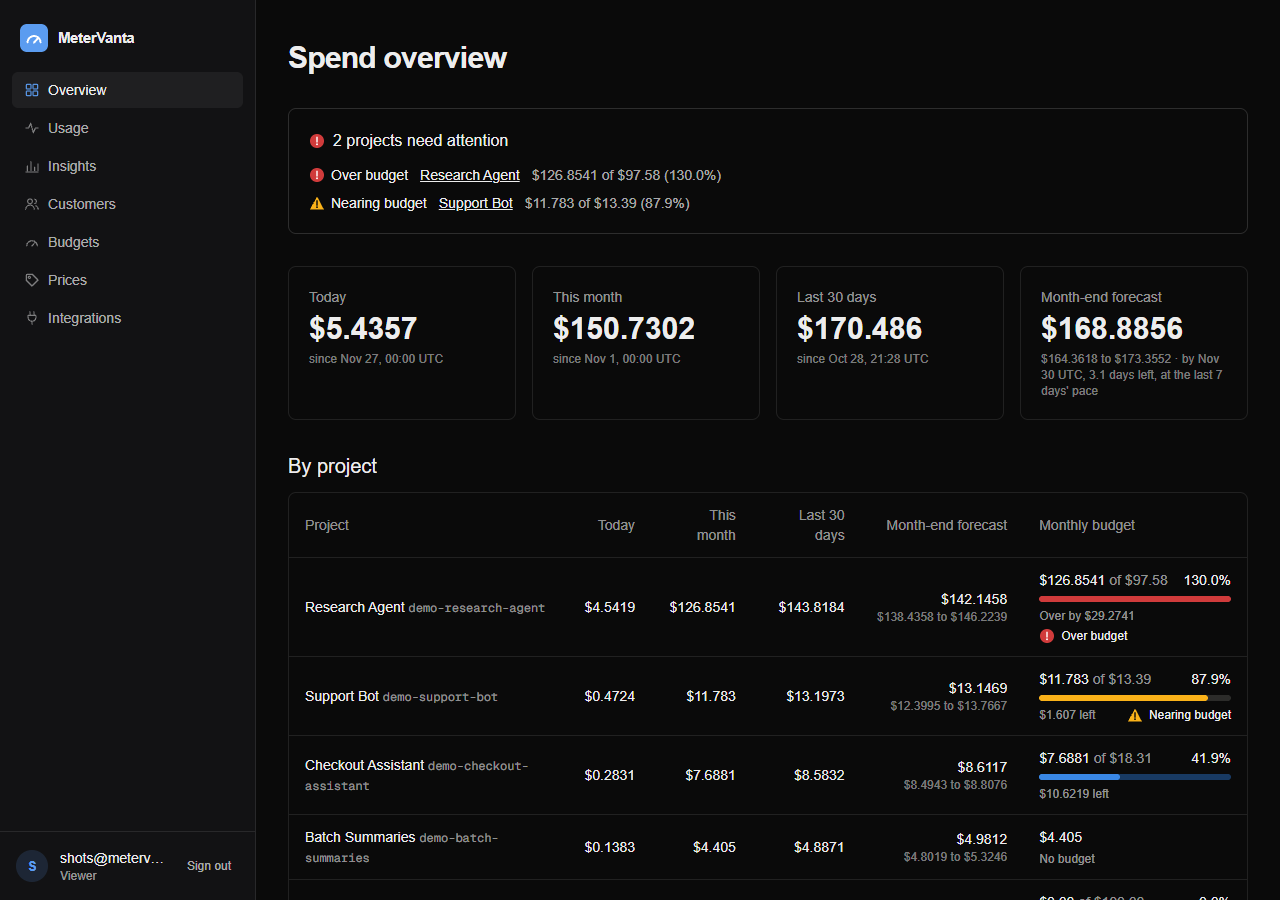 MeterVanta
Overview
Usage
Insights
Customers
Budgets
Prices
Integrations
S
shots@meterv…
Viewer
Sign out
Spend overview
2 projects need attention
Over budget Research Agent $126.8541 of $97.58 (130.0%)
Nearing budget Support Bot $11.783 of $13.39 (87.9%)
Today
$5.4357
since Nov 27, 00:00 UTC
This month
$150.7302
since Nov 1, 00:00 UTC
Last 30 days
$170.486
since Oct 28, 21:28 UTC
Month-end forecast
$168.8856
$164.3618 to $173.3552 · by Nov
30 UTC, 3.1 days left, at the last 7
days' pace
By project
Project Today This month Last 30 days Month-end forecast Monthly budget
Research Agent demo-research-agent $4.5419 $126.8541 $143.8184 $142.1458
$138.4358 to $146.2239
$126.8541 of $97.58 130.0%
Over by $29.2741
Over budget
Support Bot demo-support-bot $0.4724 $11.783 $13.1973 $13.1469
$12.3995 to $13.7667
$11.783 of $13.39 87.9%
$1.607 left Nearing budget
Checkout Assistant demo-checkout-
assistant
$0.2831 $7.6881 $8.5832 $8.6117
$8.4943 to $8.8076
$7.6881 of $18.31 41.9%
$10.6219 left
Batch Summaries demo-batch-
summaries
$0.1383 $4.405 $4.8871 $4.9812
$4.8019 to $5.3246
$4.405
No budget